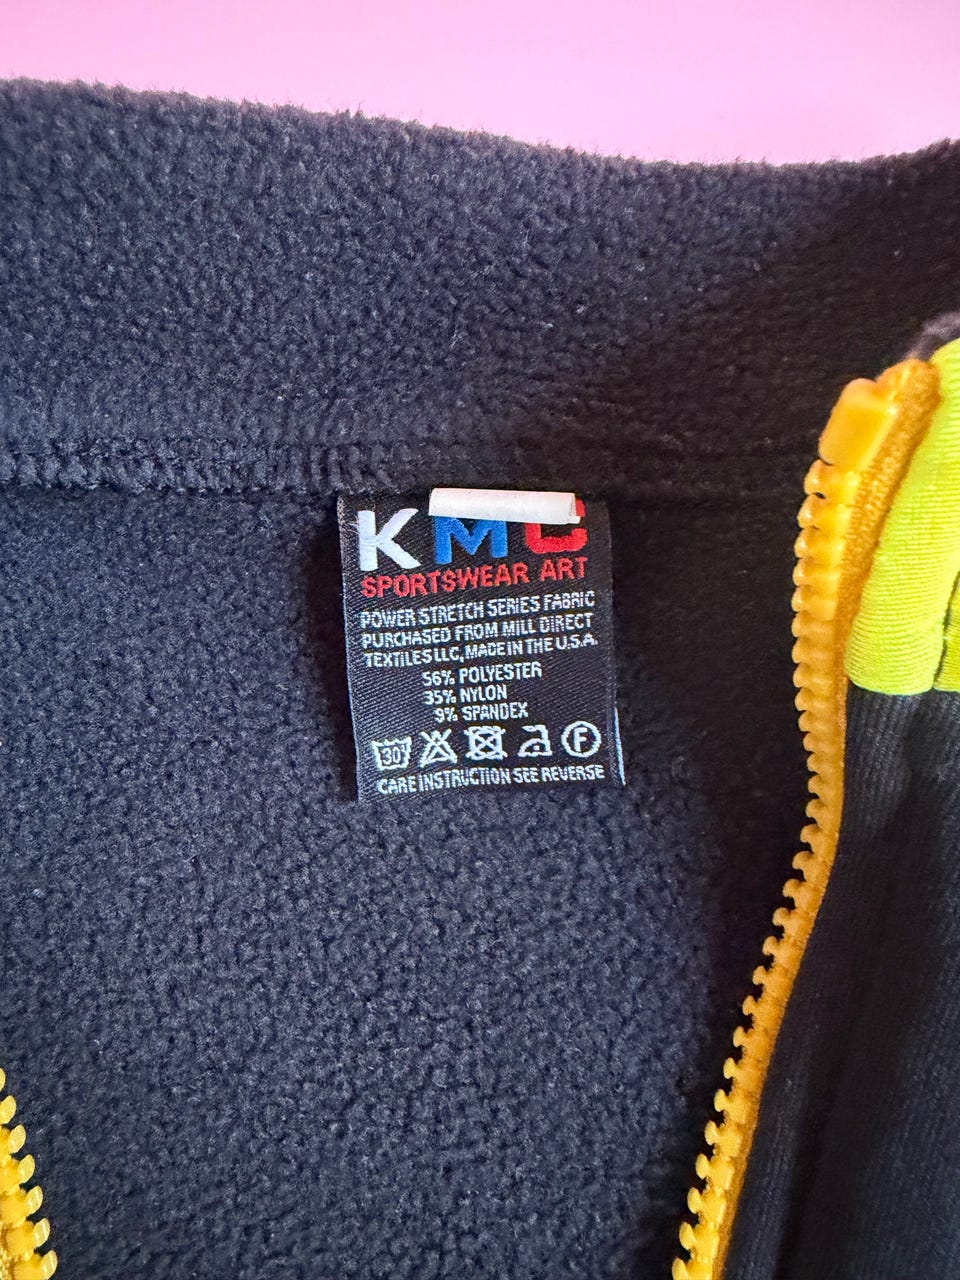 KMC
SPORTSWEAR ART
POWER STRETCH SERIES FABRIC
PURCHASED FROM MILL DIRECT
TEXTILES LLC, MADE IN THE U.S.A.
56% POLYESTER
35% NYLON
9% SPANDEX
30° F
CARE INSTRUCTION SEE REVERSE